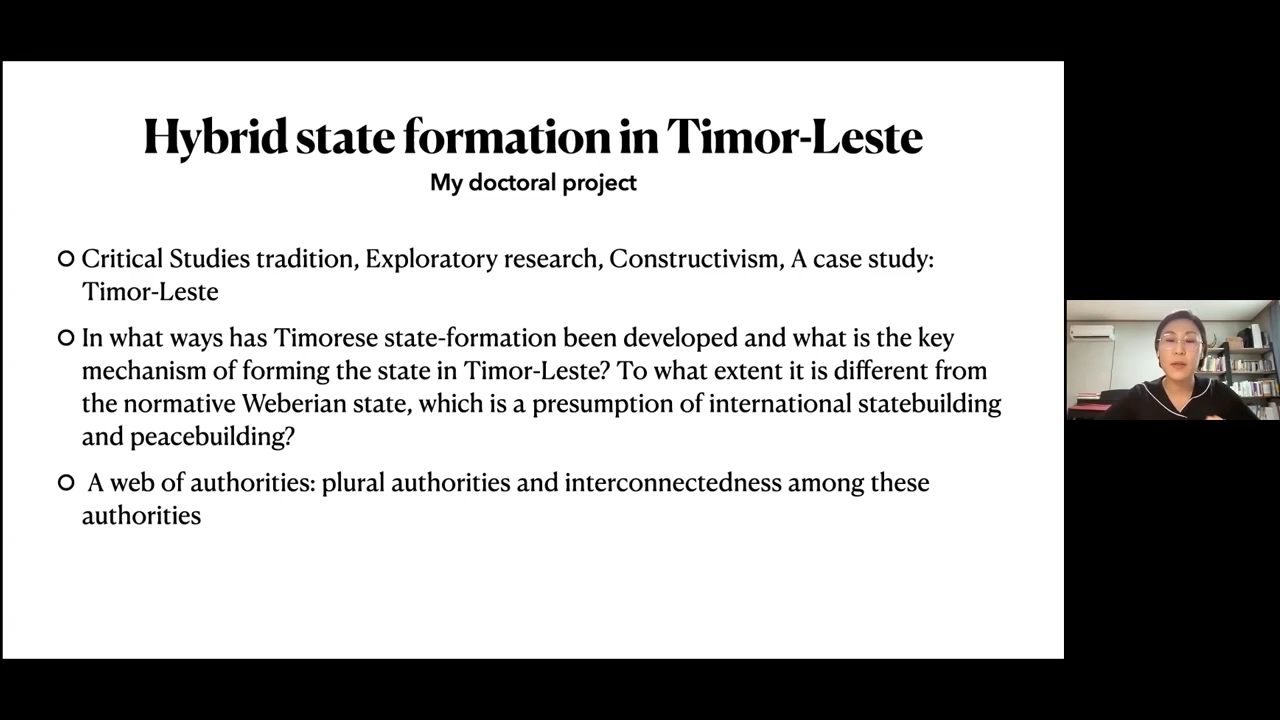 Hybrid state formation in Timor-Leste
My doctoral project
Critical Studies tradition, Exploratory research, Constructivism, A case study:
Timor-Leste
In what ways has Timorese state-formation been developed and what is the key
mechanism of forming the state in Timor-Leste? To what extent it is different from
the normative Weberian state, which is a presumption of international statebuilding
and peacebuilding?
A web of authorities: plural authorities and interconnectedness among these
authorities